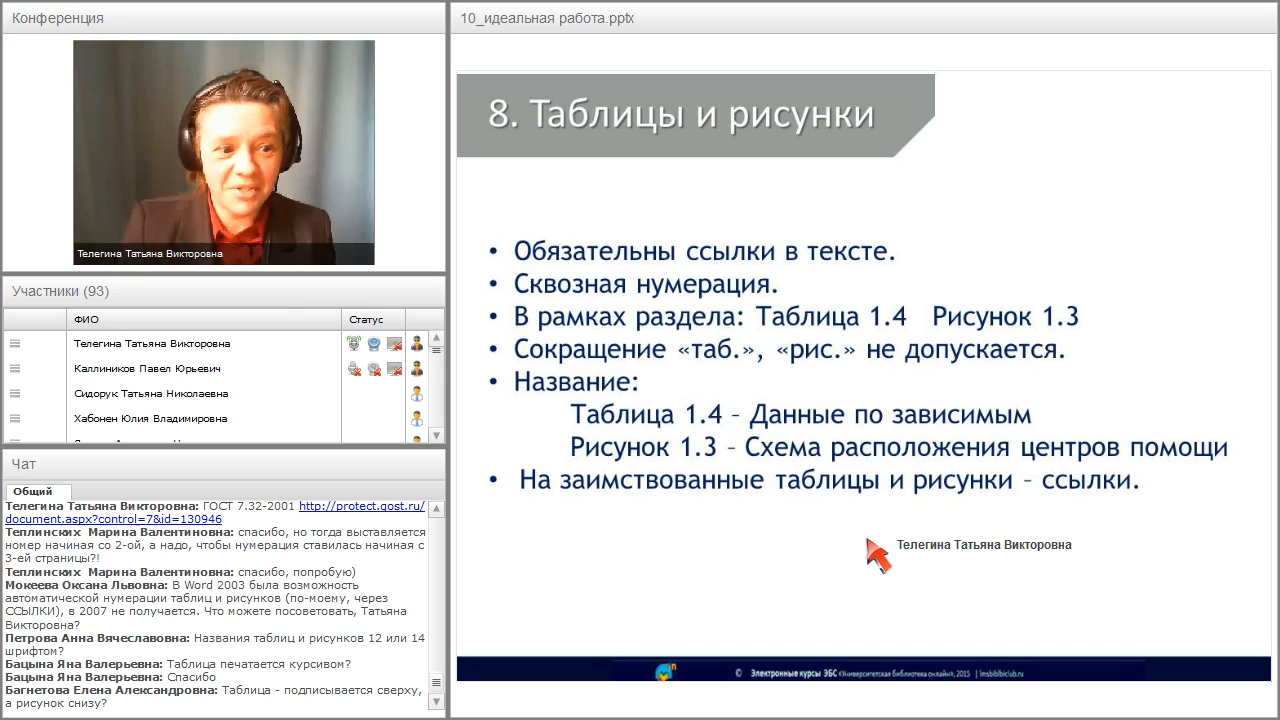 Конференция
Телегина Татьяна Викторовна
Участники (93)
ФИО
Статус
Телегина Татьяна Викторовна
Каллиников Павел Юрьевич
Сидорук Татьяна Николаевна
Хабонен Юлия Владимировна
Чат
Общий
Телегина Татьяна Викторовна: ГОСТ 7.32-2001 http://protect.gost.ru/
document.aspx?control=7&id=130946
Теплинских Марина Валентиновна: спасибо, но тогда выставляется
номер начиная со 2-ой, а надо, чтобы нумерация ставилась начиная с
3-ей страницы?!
Теплинских Марина Валентиновна: спасибо, попробую)
Мокеева Оксана Львовна: В Word 2003 была возможность
автоматической нумерации таблиц и рисунков (по-моему, через
ССЫЛКИ), в 2007 не получается. Что можете посоветовать, Татьяна
Викторовна?
Петрова Анна Вячеславовна: Названия таблиц и рисунков 12 или 14
шрифтом?
Бацына Яна Валерьевна: Таблица печатается курсивом?
Бацына Яна Валерьевна: Спасибо
Багнетова Елена Александровна: Таблица - подписывается сверху,
а рисунок снизу?
10_идеальная работа.pptx
8. Таблицы и рисунки
• Обязательны ссылки в тексте.
• Сквозная нумерация.
• В рамках раздела: Таблица 1.4 Рисунок 1.3
• Сокращение «таб.», «рис.» не допускается.
• Название:
Таблица 1.4 – Данные по зависимым
Рисунок 1.3 – Схема расположения центров помощи
• На заимствованные таблицы и рисунки – ссылки.
Телегина Татьяна Викторовна
© Электронные курсы ЭБС «Университетская библиотека онлайн», 2015 |